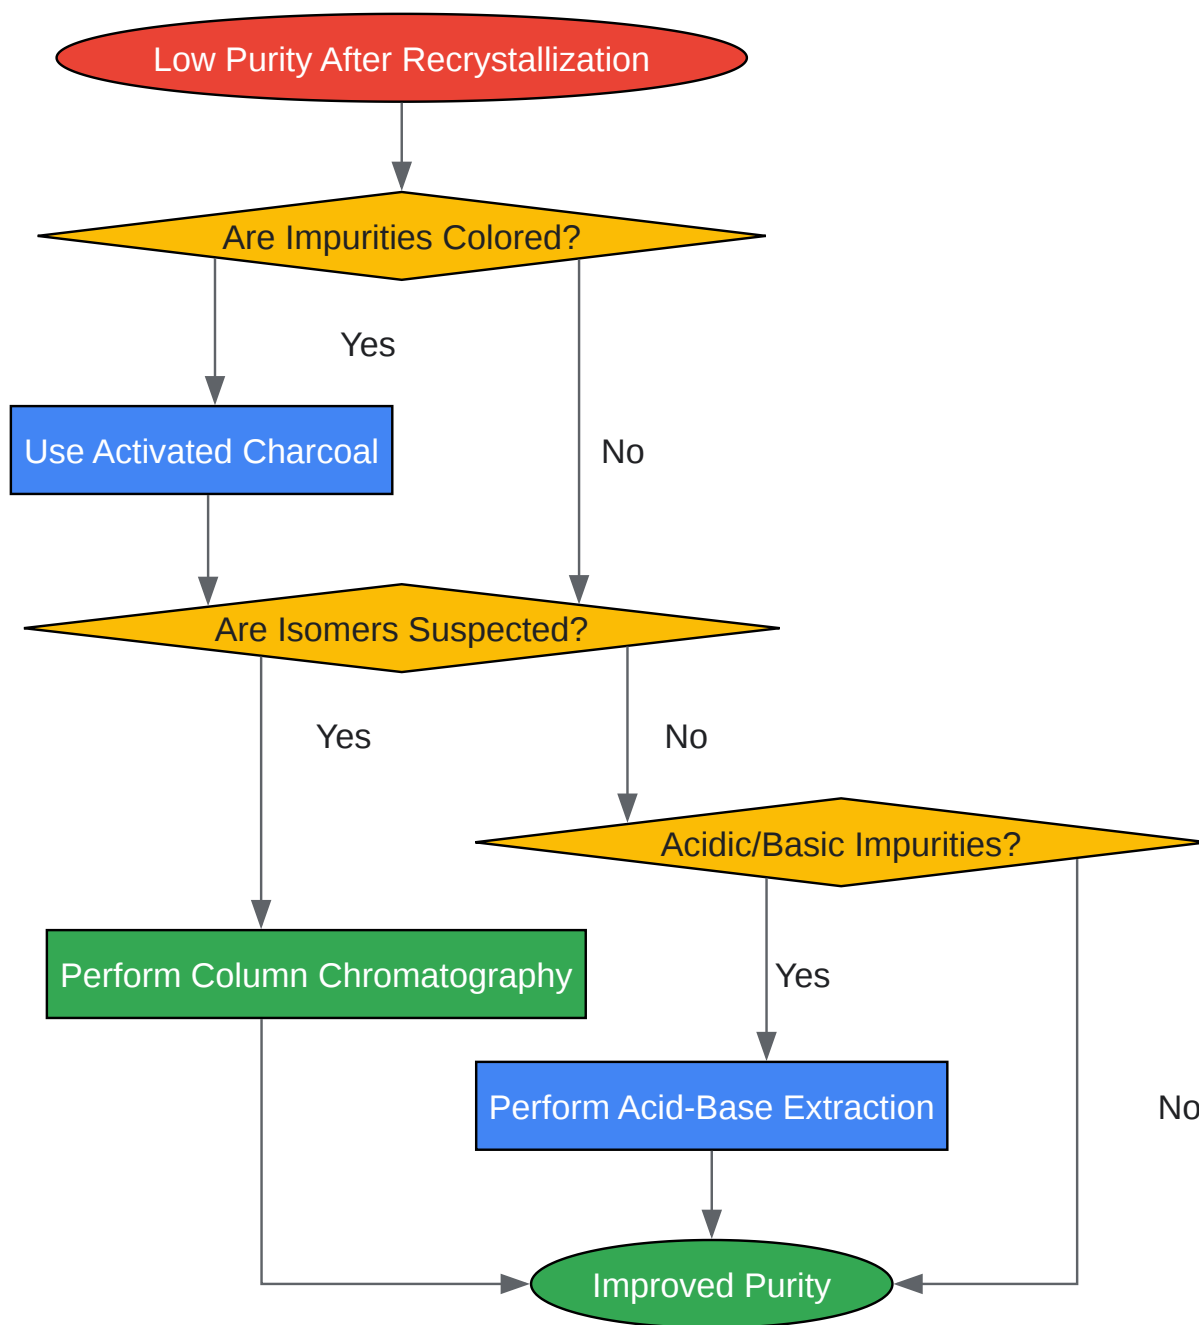 Low Purity After Recrystallization
Are Impurities Colored?
Yes
Use Activated Charcoal
No
Are Isomers Suspected?
Yes
No
Acidic/Basic Impurities?
Perform Column Chromatography
Yes
Perform Acid-Base Extraction
No
Improved Purity